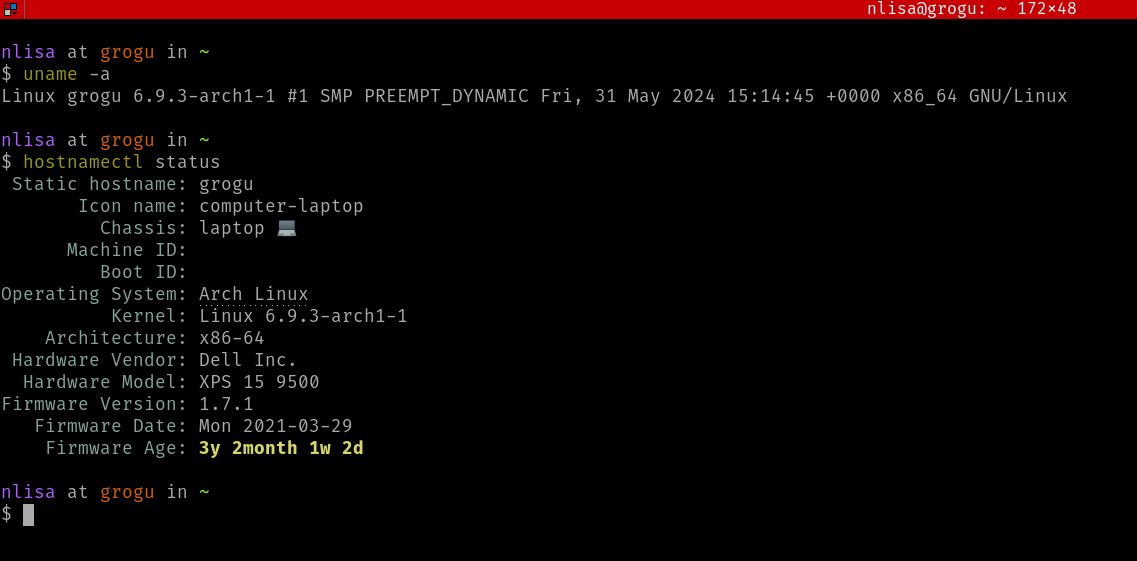 nlisa@grogu: ~ 172×48
nlisa at grogu in ~
$ uname -a
Linux grogu 6.9.3-arch1-1 #1 SMP PREEMPT_DYNAMIC Fri, 31 May 2024 15:14:45 +0000 x86_64 GNU/Linux
nlisa at grogu in ~
$ hostnamectl status
Static hostname: grogu
Icon name: computer-laptop
Chassis: laptop 💻
Machine ID:
Boot ID:
Operating System: Arch Linux
Kernel: Linux 6.9.3-arch1-1
Architecture: x86-64
Hardware Vendor: Dell Inc.
Hardware Model: XPS 15 9500
Firmware Version: 1.7.1
Firmware Date: Mon 2021-03-29
Firmware Age: 3y 2month 1w 2d
nlisa at grogu in ~
$